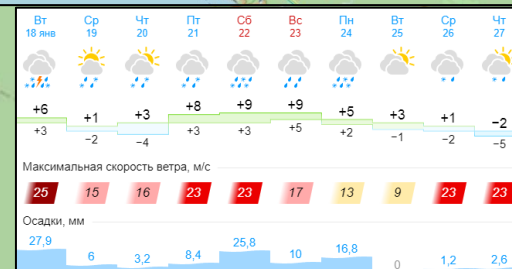 Вт Ср Чт Пт Сб Вс Пн Вт Ср Чт
18 янв 19 20 21 22 23 24 25 26 27
+6 +1 +3 +8 +9 +9 +5 +3 +1 −2
+3 −2 −4 +3 +3 +5 +2 −1 −2 −5
Максимальная скорость ветра, м/с
25 15 16 23 23 17 13 9 23 23
Осадки, мм
27,9 6 3,2 8,4 25,8 10 16,8 0 1,2 2,6